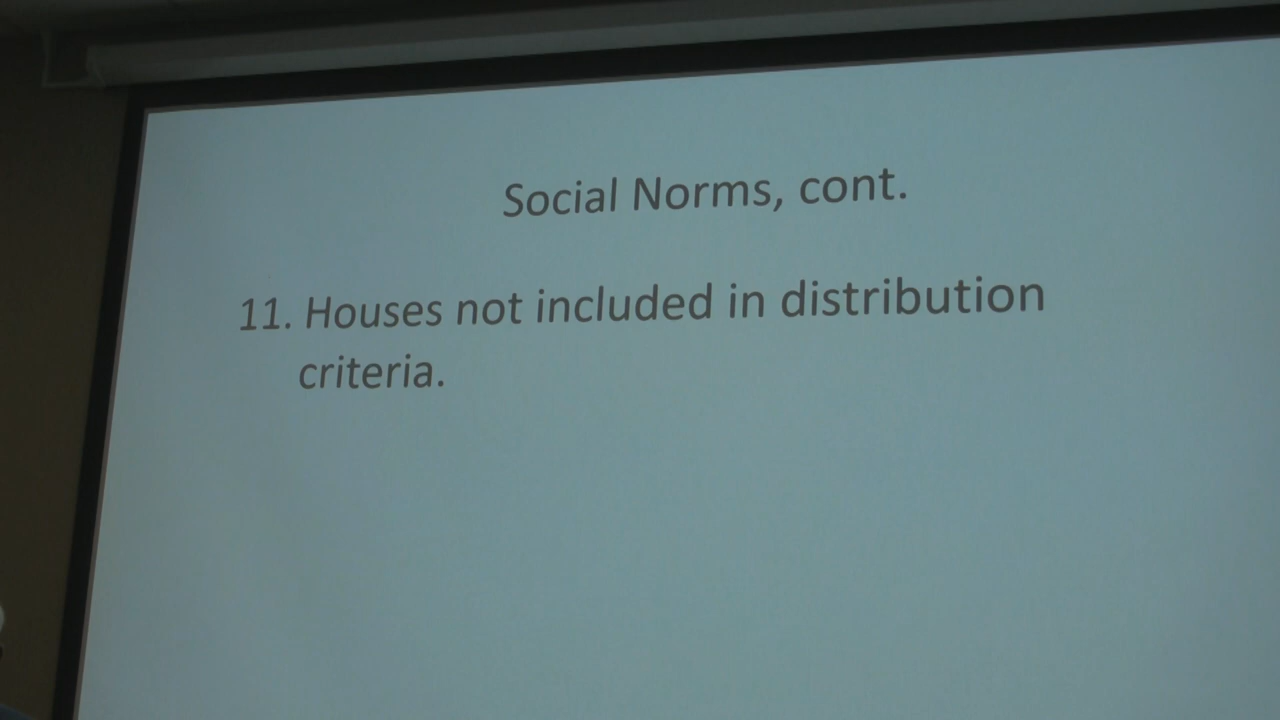 Social Norms, cont.
11. Houses not included in distribution
criteria.